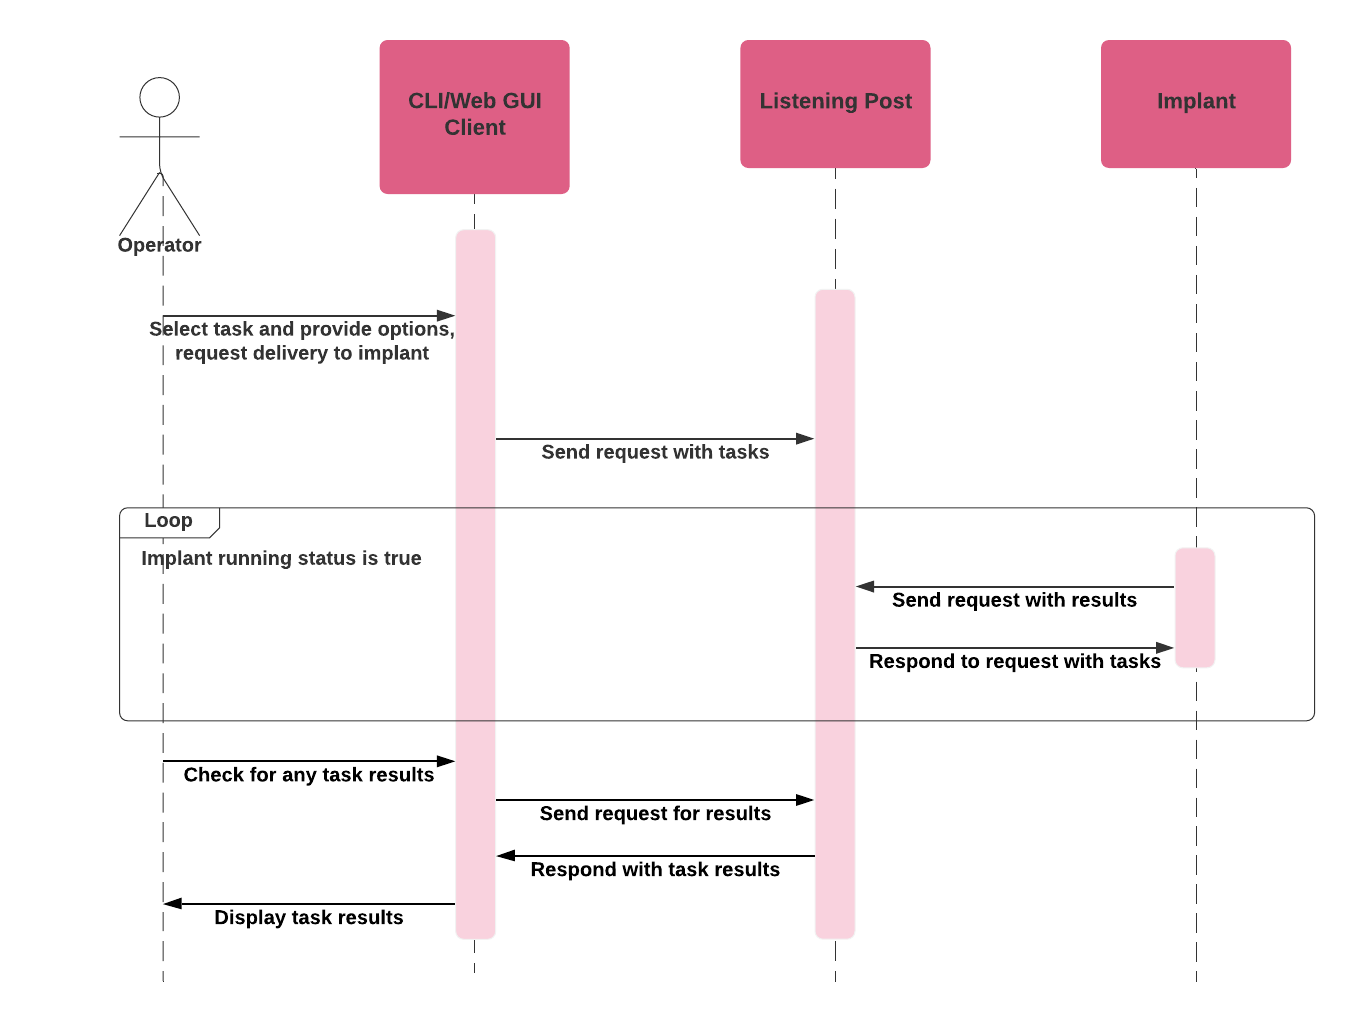 CLI/Web GUI
Client
Listening Post
Implant
Operator
Select task and provide options,
request delivery to implant
Send request with tasks
Loop
Implant running status is true
Send request with results
Respond to request with tasks
Check for any task results
Send request for results
Respond with task results
Display task results